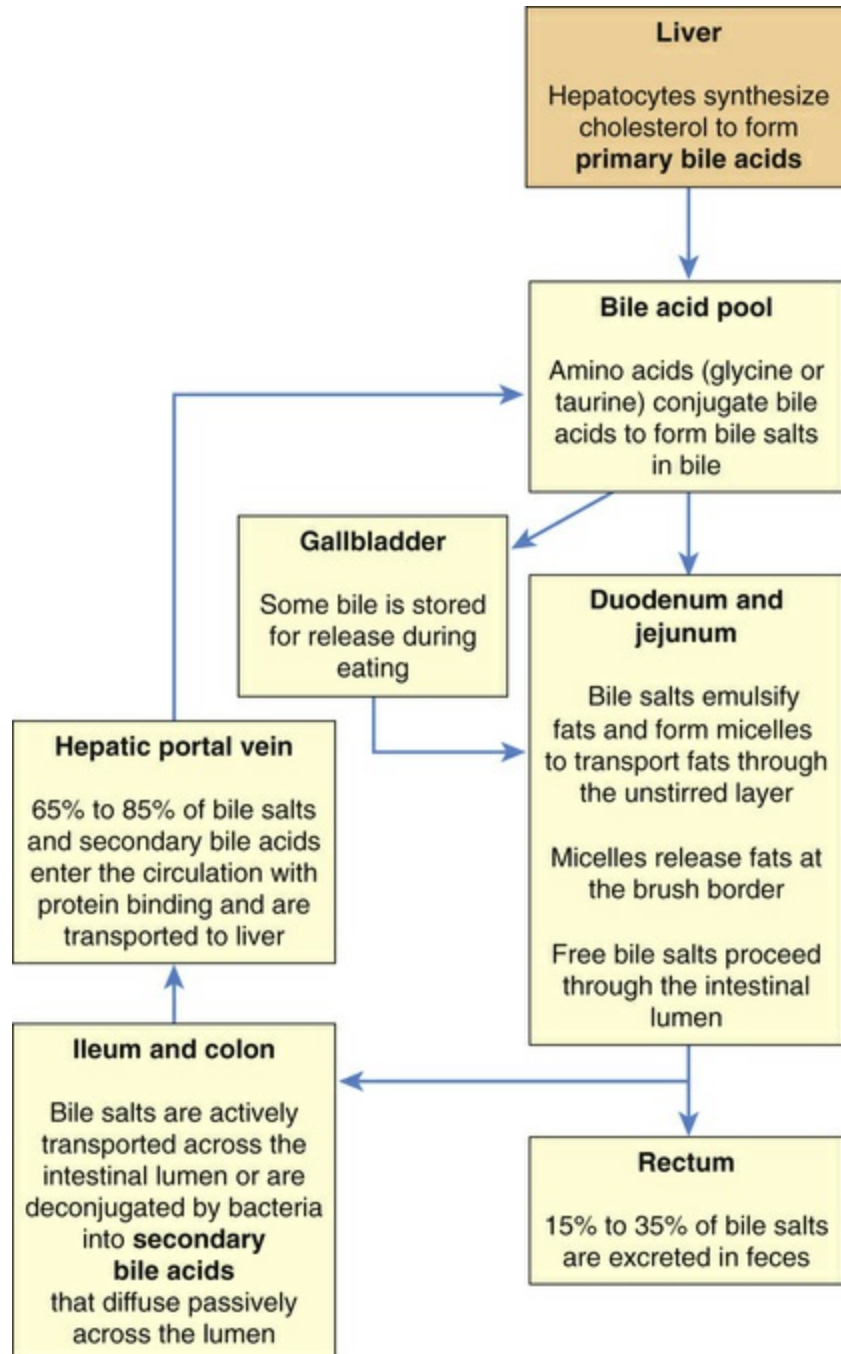 Liver
Hepatocytes synthesize
cholesterol to form
primary bile acids
Bile acid pool
Amino acids (glycine or
taurine) conjugate bile
acids to form bile salts
in bile
Gallbladder
Some bile is stored
for release during
eating
Duodenum and
jejunum
Bile salts emulsify
fats and form micelles
to transport fats through
the unstirred layer
Micelles release fats at
the brush border
Free bile salts proceed
through the intestinal
lumen
Hepatic portal vein
65% to 85% of bile salts
and secondary bile acids
enter the circulation with
protein binding and are
transported to liver
Ileum and colon
Bile salts are actively
transported across the
intestinal lumen or are
deconjugated by bacteria
into secondary
bile acids
that diffuse passively
across the lumen
Rectum
15% to 35% of bile salts
are excreted in feces